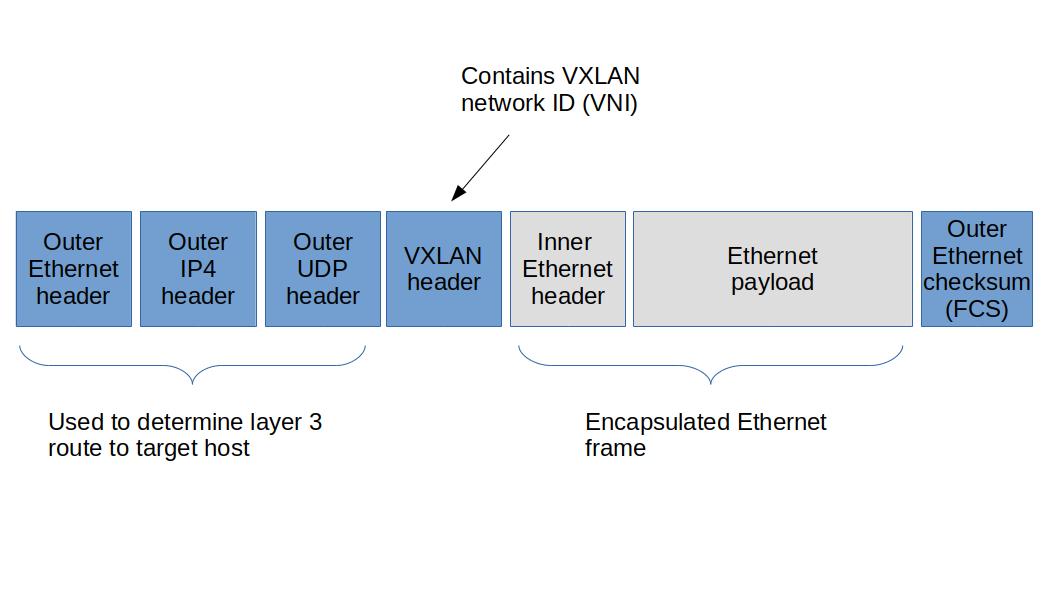 Contains VXLAN
network ID (VNI)
Outer
Ethernet
header
Outer
IP4
header
Outer
UDP
header
VXLAN
header
Inner
Ethernet
header
Ethernet
payload
Outer
Ethernet
checksum
(FCS)
Used to determine layer 3
route to target host
Encapsulated Ethernet
frame